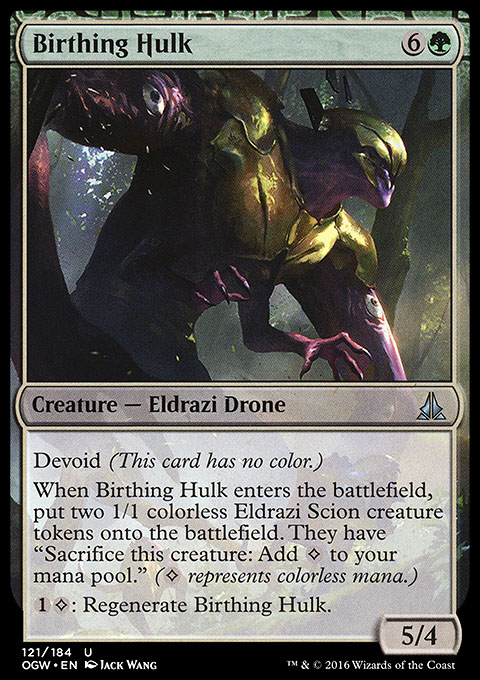 Birthing Hulk 6
Creature — Eldrazi Drone
Devoid (This card has no color.)
When Birthing Hulk enters the battlefield,
put two 1/1 colorless Eldrazi Scion creature
tokens onto the battlefield. They have
“Sacrifice this creature: Add ◇ to your
mana pool.” (◇ represents colorless mana.)
1◇: Regenerate Birthing Hulk.
5/4
121/184 U
OGW • EN Jack Wang
™ & © 2016 Wizards of the Coast